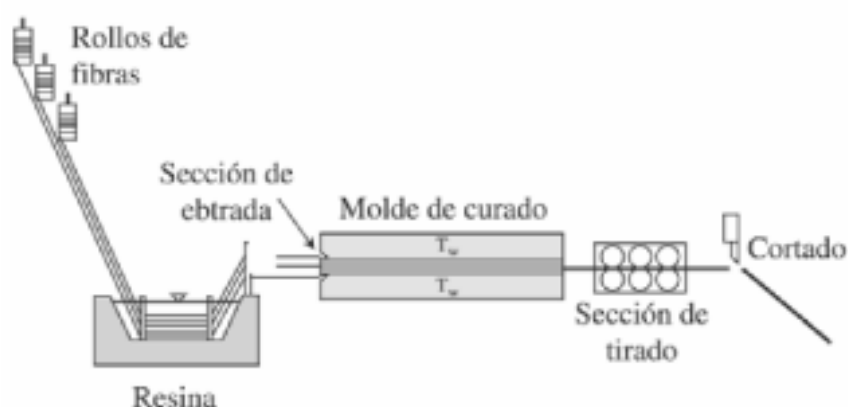 Rollos de
fibras
Sección de
ebtrada
Molde de curado
T_w
T_w
Cortado
Sección de
tirado
Resina